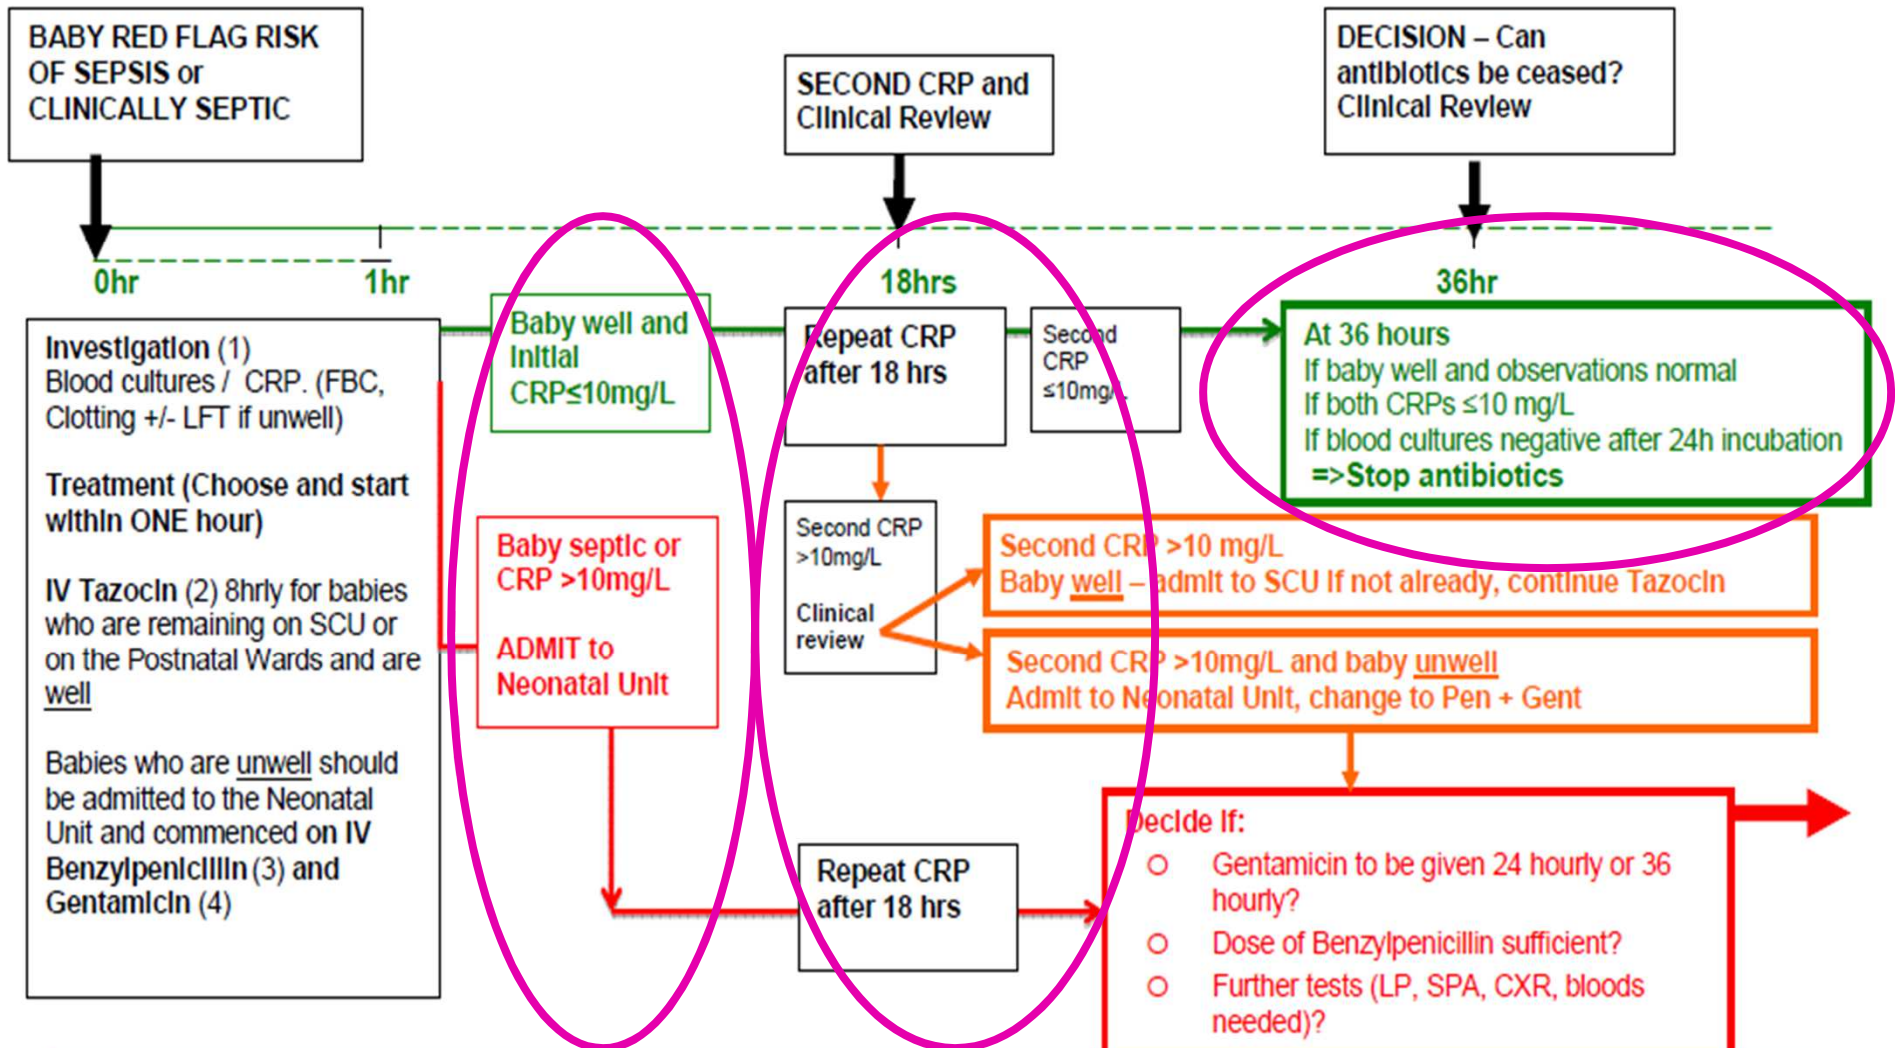 BABY RED FLAG RISK
OF SEPSIS or
CLINICALLY SEPTIC
SECOND CRP and
Clinical Review
DECISION – Can
antibiotics be ceased?
Clinical Review
0hr
1hr
18hrs
36hr
Investigation (1)
Blood cultures / CRP. (FBC,
Clotting +/- LFT if unwell)
Treatment (Choose and start
within ONE hour)
IV Tazocin (2) 8hrly for babies
who are remaining on SCU or
on the Postnatal Wards and are
well
Babies who are unwell should
be admitted to the Neonatal
Unit and commenced on IV
Benzylpenicillin (3) and
Gentamicin (4)
Baby well and
initial
CRP≤10mg/L
Baby septic or
CRP >10mg/L
ADMIT to
Neonatal Unit
Repeat CRP
after 18 hrs
Second
CRP
≤10mg/L
At 36 hours
If baby well and observations normal
If both CRPs ≤10 mg/L
If blood cultures negative after 24h incubation
=>Stop antibiotics
Second CRP
>10mg/L
Clinical
review
Second CRP >10 mg/L
Baby well – admit to SCU if not already, continue Tazocin
Second CRP >10mg/L and baby unwell
Admit to Neonatal Unit, change to Pen + Gent
Repeat CRP
after 18 hrs
Decide if:
○ Gentamicin to be given 24 hourly or 36
hourly?
○ Dose of Benzylpenicillin sufficient?
○ Further tests (LP, SPA, CXR, bloods
needed)?